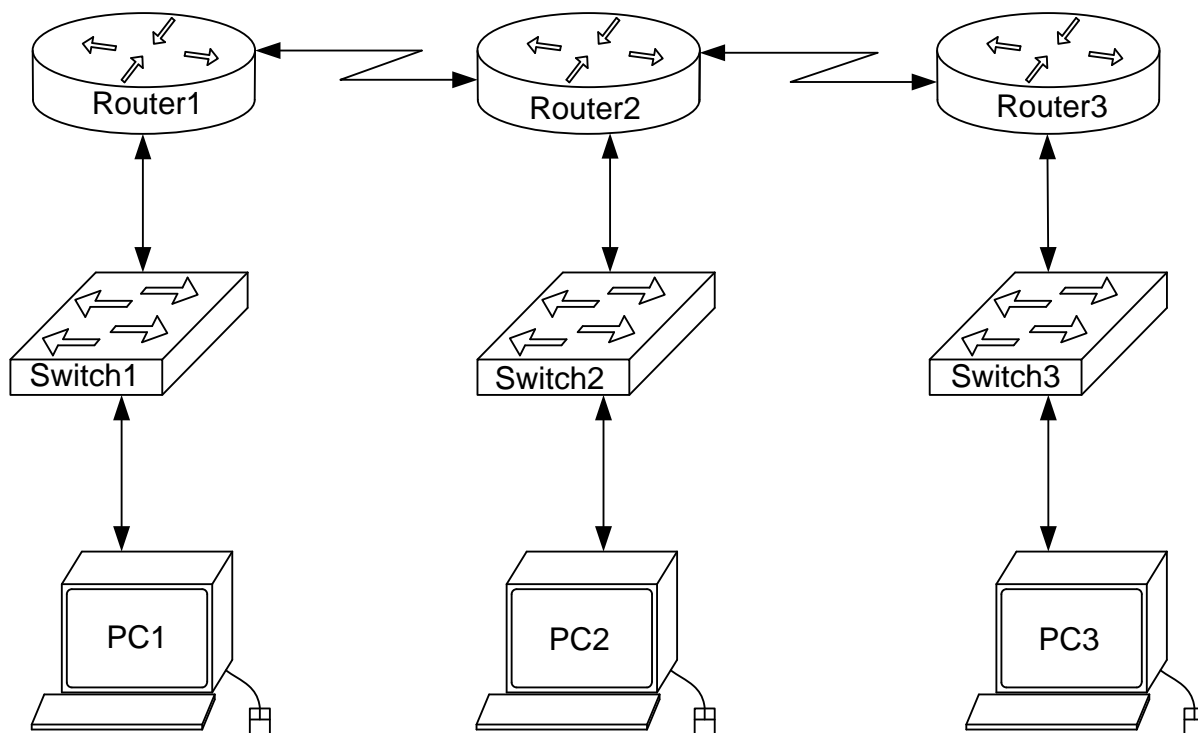 Router1
Router2
Router3
Switch1
Switch2
Switch3
PC1
PC2
PC3